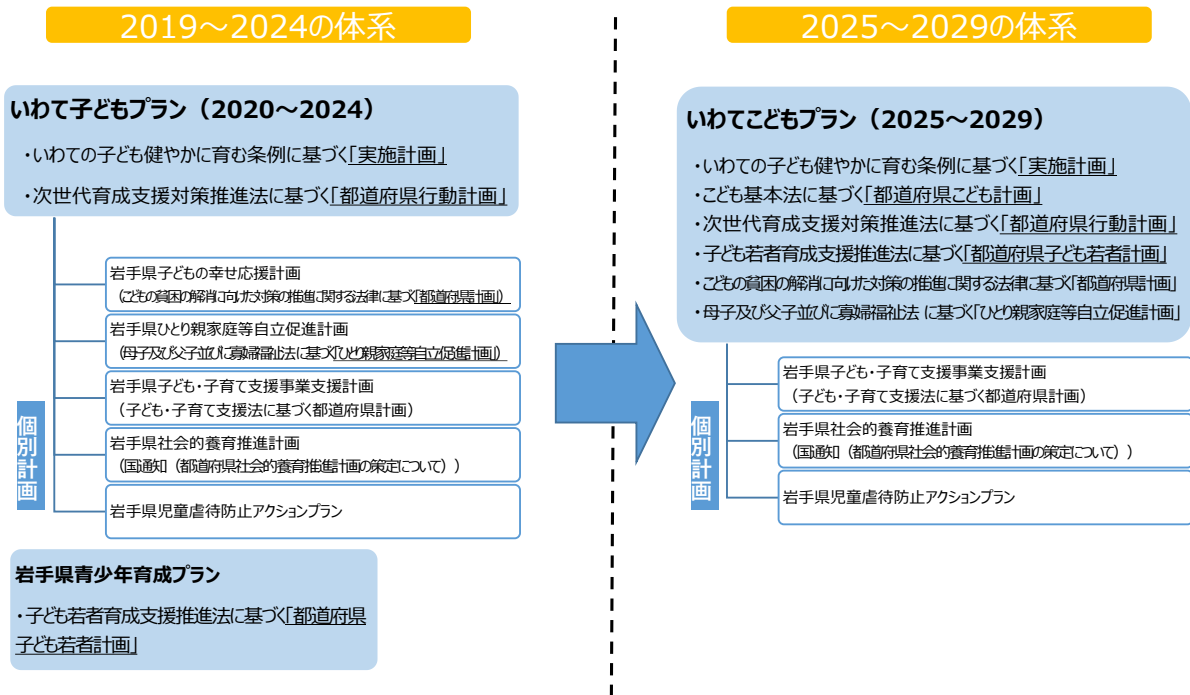 2019～2024の体系
いわて子どもプラン（2020～2024）
・いわての子ども健やかに育む条例に基づく「実施計画」
・次世代育成支援対策推進法に基づく「都道府県行動計画」
岩手県子どもの幸せ応援計画
（こどもの貧困の解消に向けた対策の推進に関する法律に基づく「都道府県計画」）
岩手県ひとり親家庭等自立促進計画
（母子及び父子並びに寡婦福祉法に基づく「ひとり親家庭等自立促進計画」）
岩手県子ども・子育て支援事業支援計画
（子ども・子育て支援法に基づく都道府県計画）
岩手県社会的養育推進計画
（国通知（都道府県社会的養育推進計画の策定について））
岩手県児童虐待防止アクションプラン
個別計画
岩手県青少年育成プラン
・子ども若者育成支援推進法に基づく「都道府県
子ども若者計画」
2025～2029の体系
いわてこどもプラン（2025～2029）
・いわての子ども健やかに育む条例に基づく「実施計画」
・こども基本法に基づく「都道府県こども計画」
・次世代育成支援対策推進法に基づく「都道府県行動計画」
・子ども若者育成支援推進法に基づく「都道府県子ども若者計画」
・こどもの貧困の解消に向けた対策の推進に関する法律に基づく「都道府県計画」
・母子及び父子並びに寡婦福祉法 に基づく「ひとり親家庭等自立促進計画」
岩手県子ども・子育て支援事業支援計画
（子ども・子育て支援法に基づく都道府県計画）
岩手県社会的養育推進計画
（国通知（都道府県社会的養育推進計画の策定について））
岩手県児童虐待防止アクションプラン
個別計画